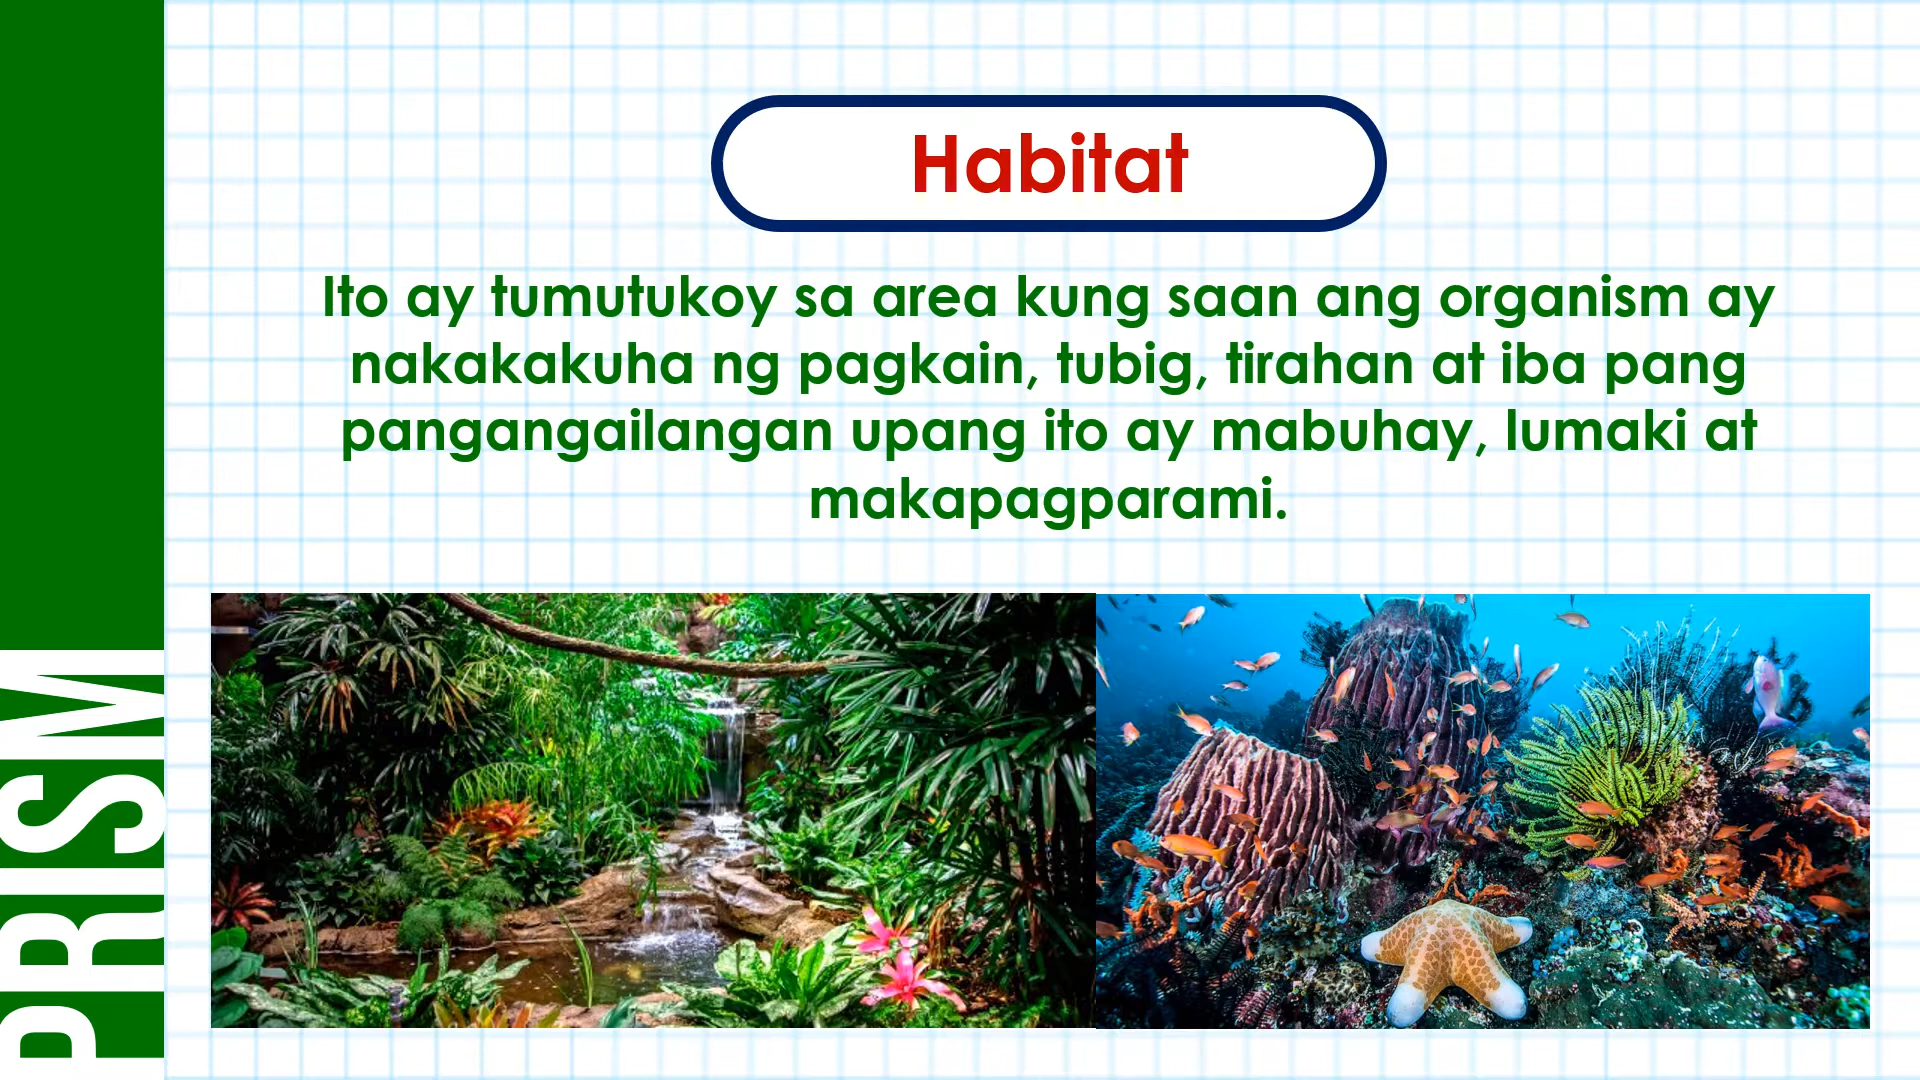 Habitat
Ito ay tumutukoy sa area kung saan ang organism ay
nakakakuha ng pagkain, tubig, tirahan at iba pang
pangangailangan upang ito ay mabuhay, lumaki at
makapagparami.
PRISM